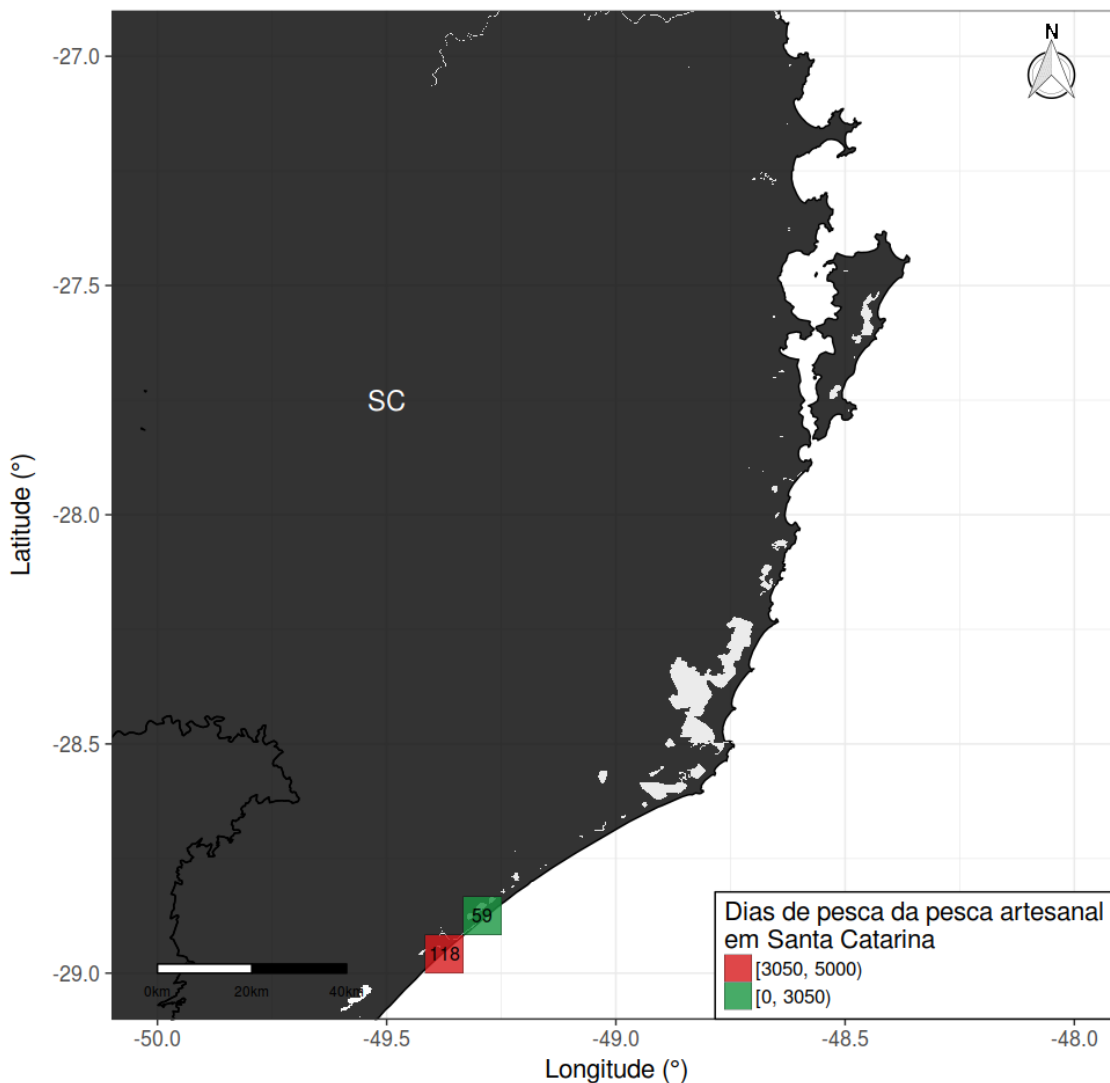 N
-27.0
-27.5
SC
Latitude (°)
-28.0
-28.5
59
118
-29.0
0km 20km 40km
Dias de pesca da pesca artesanal
em Santa Catarina
[3050, 5000)
[0, 3050)
-50.0 -49.5 -49.0 -48.5 -48.0
Longitude (°)